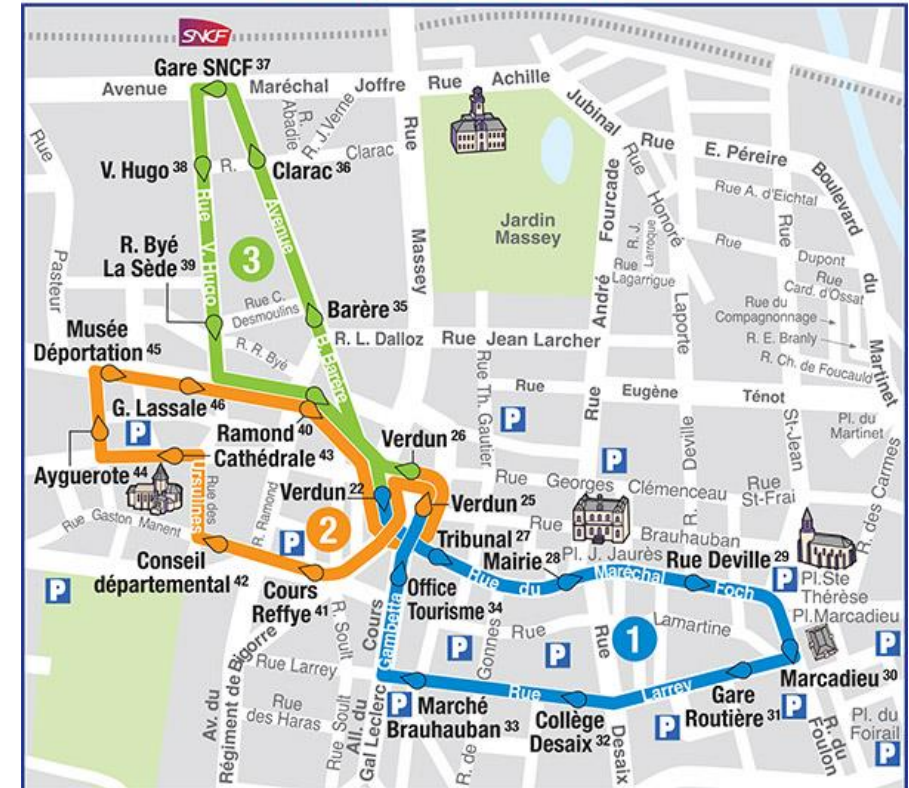 SNCF
Gare SNCF 37
Avenue Maréchal Joffre Rue Achille
Jubinal
Rue
R. Abadie
R. J. Verne
Rue
V. Hugo 38
R. Clarac
Clarac 36
Rue E. Péreire
Rue A. d'Eichtal
Boulevard
du
Martinet
Rue
Honoré
Laporte
Rue
St-Jean
Fourcade
André
Rue
R. J.
Larroque
Rue
Lagarrigue
Rue
Dupont
Rue
Card. d'Ossat
Rue du
Compagnonnage
R. E. Branly
R. Ch. de Foucauld
Jardin
Massey
Massey
Rue V. Hugo
Avenue
B. Barère
3
R. Byé
La Sède 39
Pasteur
Rue C.
Desmoulins
Barère 35
R. R. Byé
R. L. Dalloz Rue Jean Larcher
Musée
Déportation 45
G. Lassale 46
Rue Th. Gautier
Rue Eugène Ténot
Pl. du
Martinet
P
P
P
Ramond 40
Verdun 26
Cathédrale 43
Ayguerote 44
Deville
R.
R. des Carmes
Rue Georges Clémenceau Rue
St-Frai
Verdun 22
Verdun 25
Rue des
Ursulines
R. Ramond
Rue Gaston Manent
2
P
Rue
Brauhauban
Tribunal 27
Mairie 28
Pl. J. Jaurès
Rue Deville 29
P
Pl.Ste
Thérèse
Pl.Marcadieu
Conseil
départemental 42
P
Rue du Maréchal Foch
Cours
Reffye 41
Office
Tourisme 34
Cours
Gambetta
R. Soult
Gonnes
R. de
Rue
Lamartine
Rue
Desaix
1
P
P
P
Marcadieu 30
Rue Larrey
Rue
des Haras
Av. du
Régiment de Bigorre
Rue Soult
All. du
Gal Leclerc
P
Marché
Brauhauban 33
Rue Larrey
Collège
Desaix 32
Gare
Routière 31
P
P
P
R. du
Foulon
Pl. du
Foirail
P
P